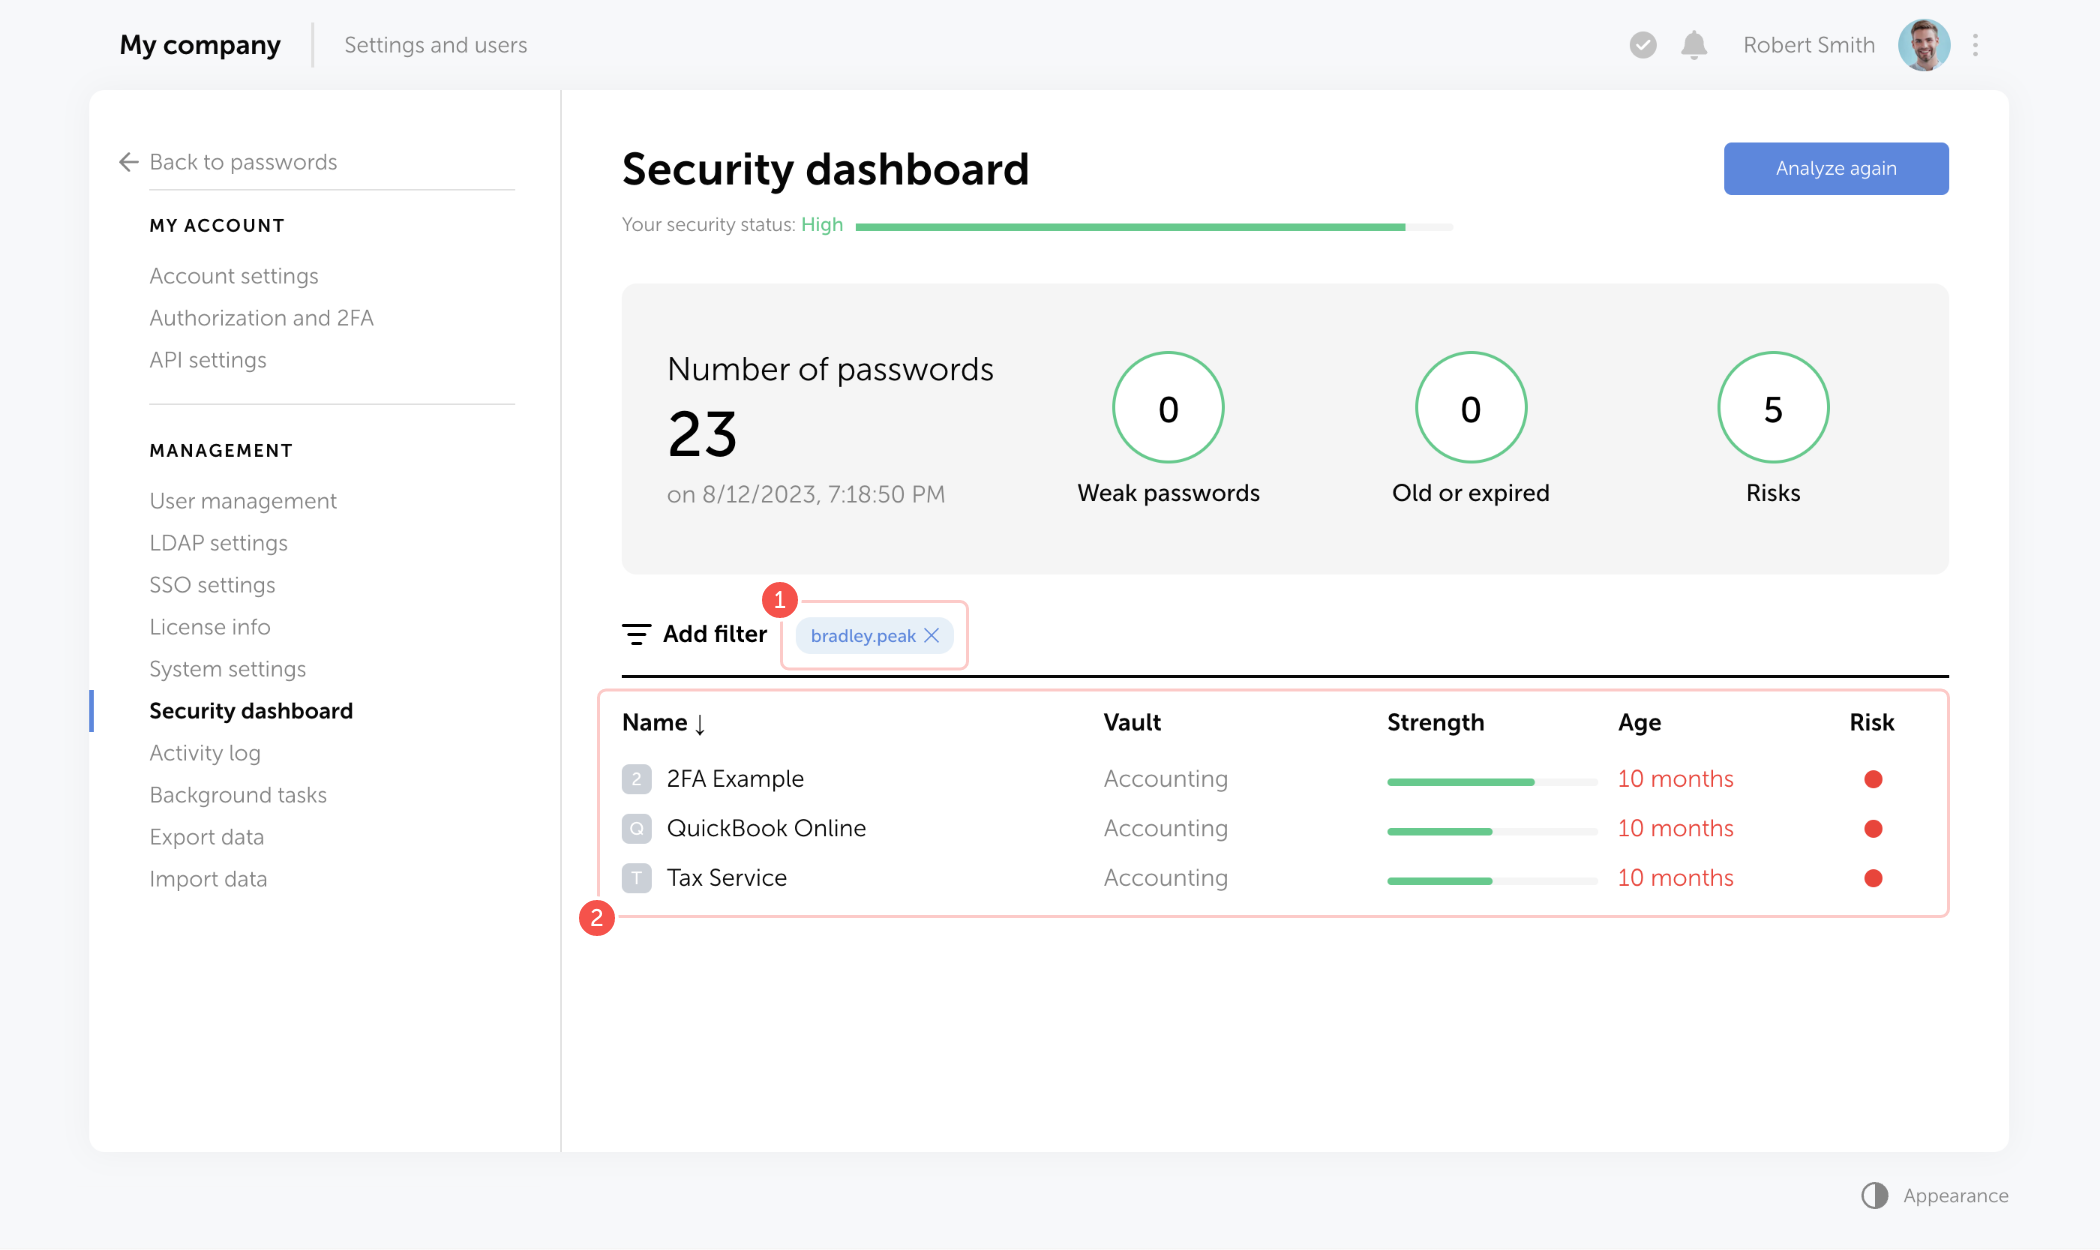 My company
Settings and users
Robert Smith
Back to passwords
MY ACCOUNT
Account settings
Authorization and 2FA
API settings
MANAGEMENT
User management
LDAP settings
SSO settings
License info
System settings
Security dashboard
Activity log
Background tasks
Export data
Import data
Security dashboard
Analyze again
Your security status: High
Number of passwords
23
on 8/12/2023, 7:18:50 PM
0
Weak passwords
0
Old or expired
5
Risks
1
Add filter bradley.peak
Name ↓ Vault Strength Age Risk
2 2FA Example Accounting 10 months
Q QuickBook Online Accounting 10 months
T Tax Service Accounting 10 months
2
Appearance